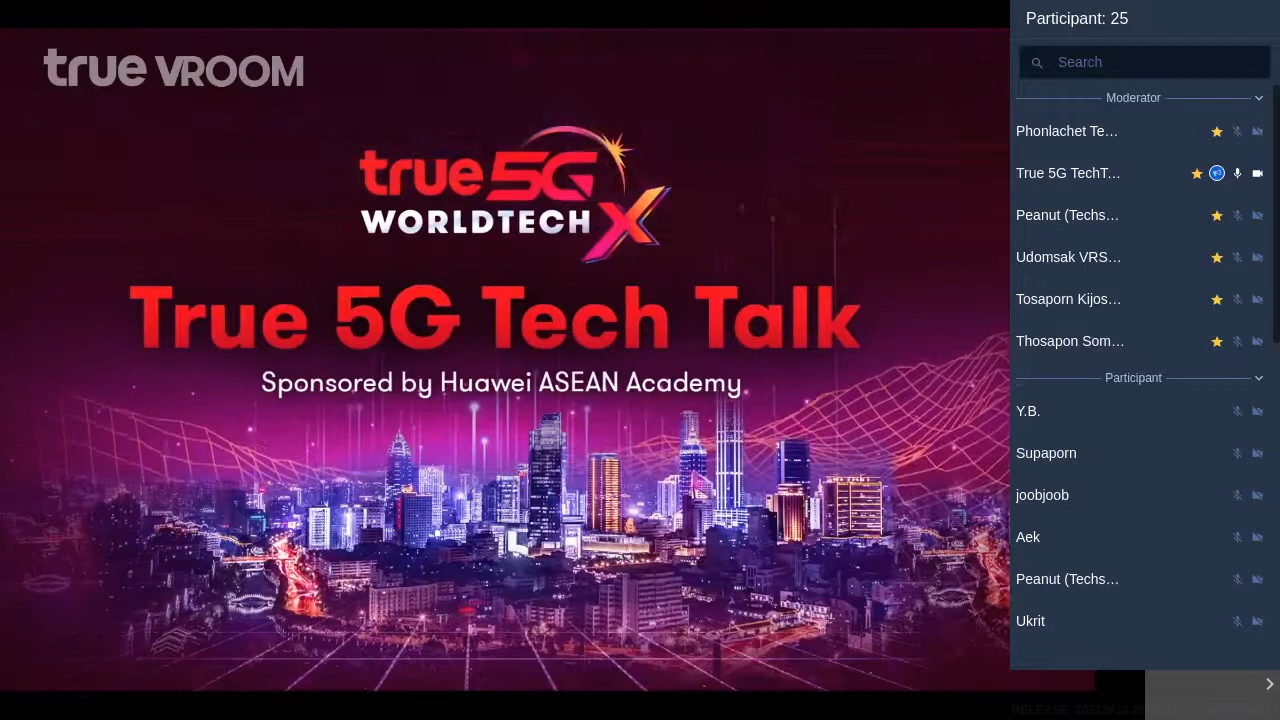 true VROOM
true 5G
WORLDTECH X
True 5G Tech Talk
Sponsored by Huawei ASEAN Academy
Participant: 25
Search
Moderator
Phonlachet Te...
True 5G TechT...
Peanut (Techs...
Udomsak VRS...
Tosaporn Kijos...
Thosapon Som...
Participant
Y.B.
Supaporn
joobjoob
Aek
Peanut (Techs...
Ukrit